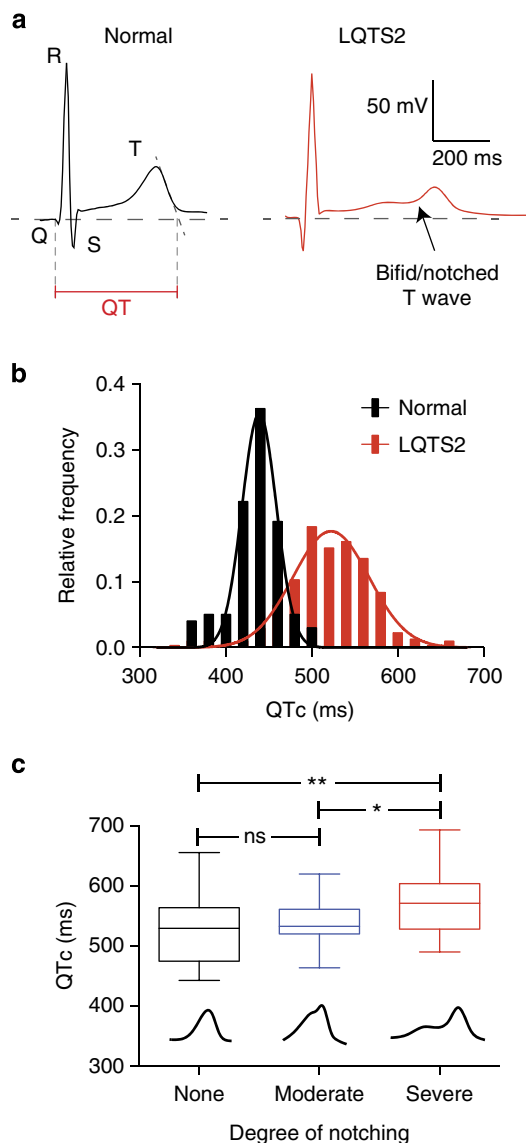 a
Normal
LQTS2
R
T
50 mV
200 ms
Q
S
QT
Bifid/notched
T wave
b
0.4
0.3
0.2
0.1
0.0
Relative frequency
Normal
LQTS2
300
400
500
600
700
QTc (ms)
c
**
*
ns
700
600
500
400
300
QTc (ms)
None
Moderate
Severe
Degree of notching